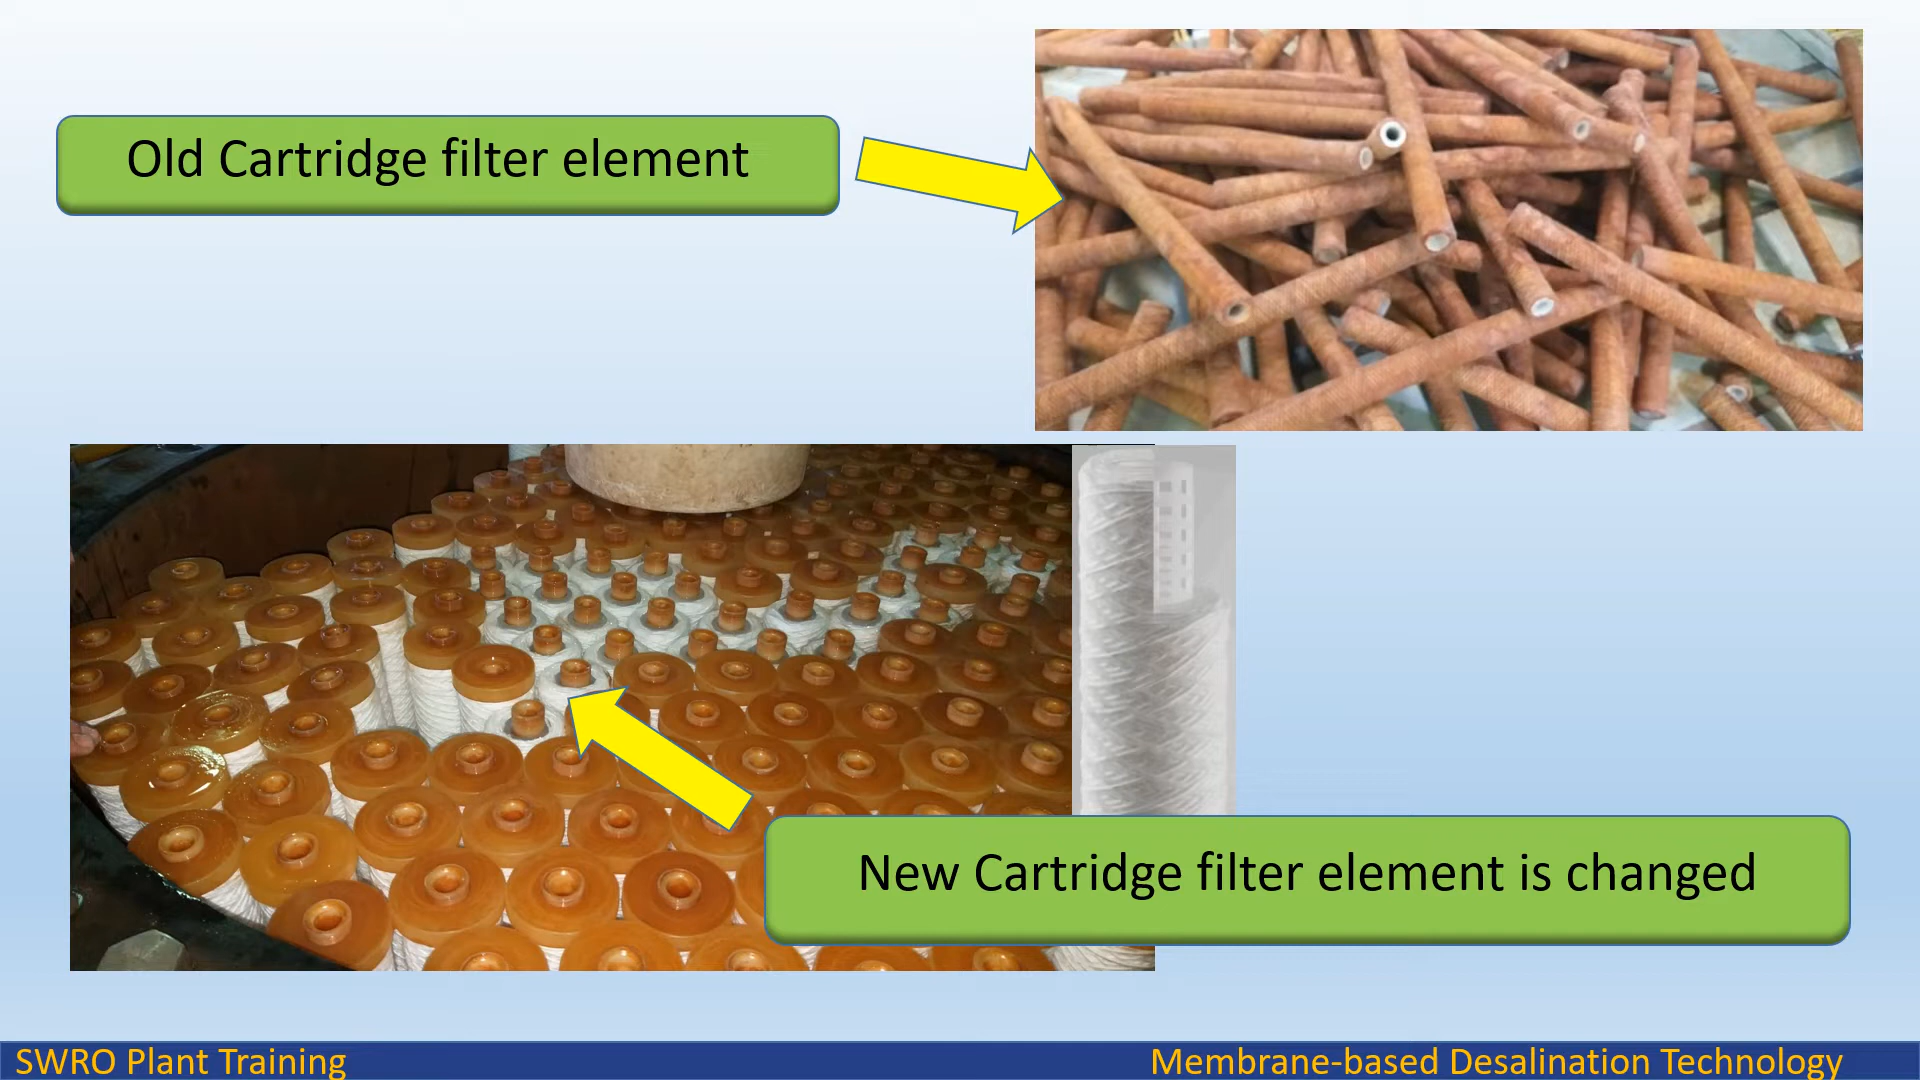 Old Cartridge filter element
New Cartridge filter element is changed
SWRO Plant Training
Membrane-based Desalination Technology